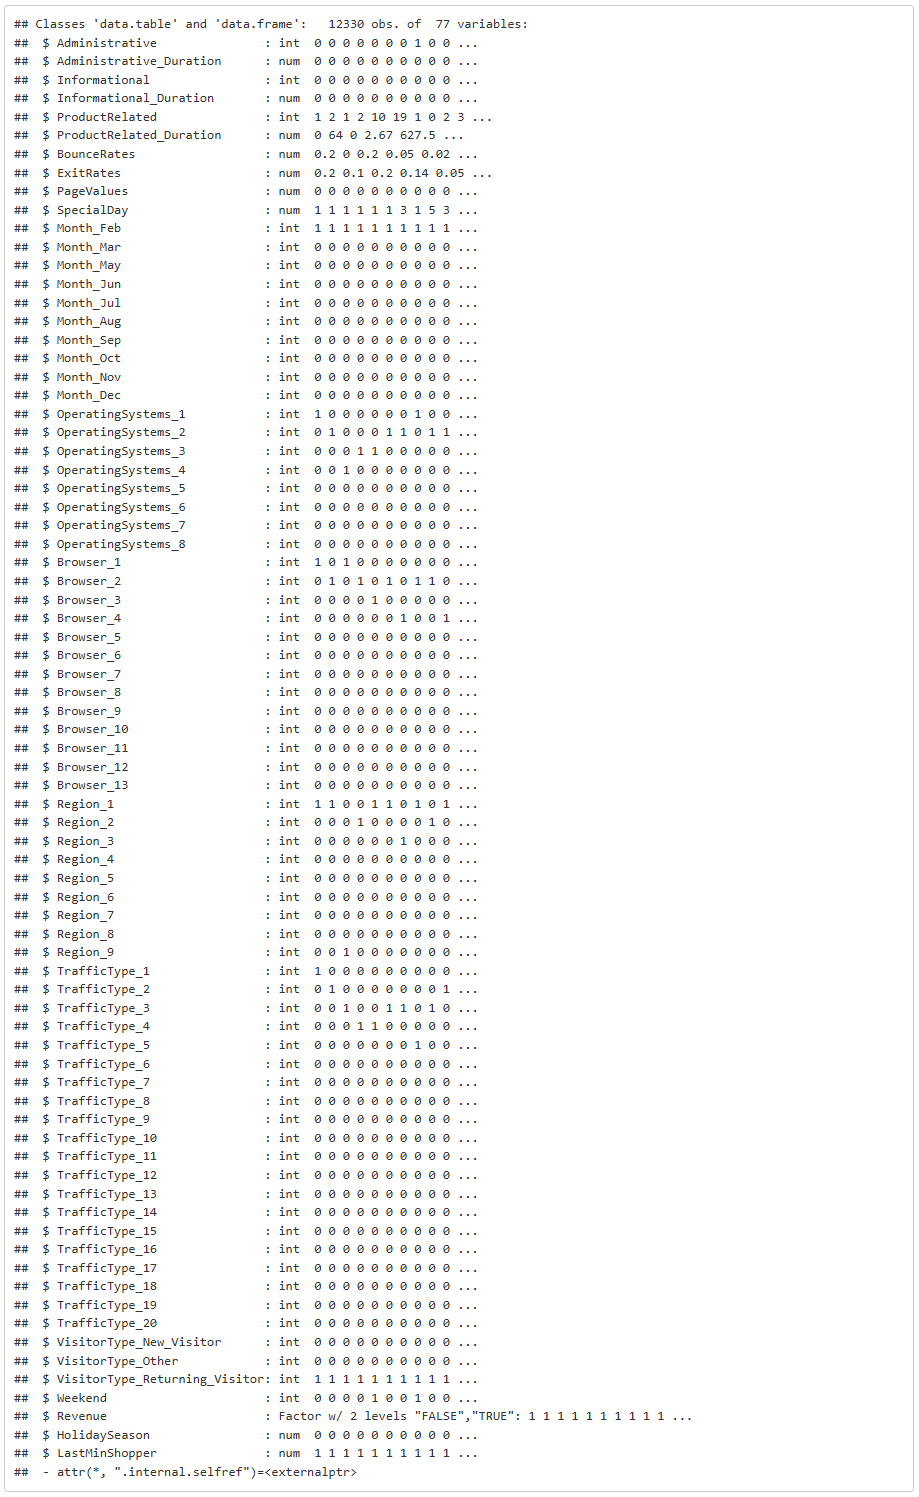 ## Classes 'data.table' and 'data.frame':   12330 obs. of  77 variables:
##  $ Administrative               : int  0 0 0 0 0 0 0 1 0 0 ...
##  $ Administrative_Duration      : num  0 0 0 0 0 0 0 0 0 0 ...
##  $ Informational                : int  0 0 0 0 0 0 0 0 0 0 ...
##  $ Informational_Duration       : num  0 0 0 0 0 0 0 0 0 0 ...
##  $ ProductRelated               : int  1 2 1 2 10 19 1 0 2 3 ...
##  $ ProductRelated_Duration      : num  0 64 0 2.67 627.5 ...
##  $ BounceRates                  : num  0.2 0 0.2 0.05 0.02 ...
##  $ ExitRates                    : num  0.2 0.1 0.2 0.14 0.05 ...
##  $ PageValues                   : num  0 0 0 0 0 0 0 0 0 0 ...
##  $ SpecialDay                   : num  1 1 1 1 1 1 3 1 5 3 ...
##  $ Month_Feb                    : int  1 1 1 1 1 1 1 1 1 1 ...
##  $ Month_Mar                    : int  0 0 0 0 0 0 0 0 0 0 ...
##  $ Month_May                    : int  0 0 0 0 0 0 0 0 0 0 ...
##  $ Month_Jun                    : int  0 0 0 0 0 0 0 0 0 0 ...
##  $ Month_Jul                    : int  0 0 0 0 0 0 0 0 0 0 ...
##  $ Month_Aug                    : int  0 0 0 0 0 0 0 0 0 0 ...
##  $ Month_Sep                    : int  0 0 0 0 0 0 0 0 0 0 ...
##  $ Month_Oct                    : int  0 0 0 0 0 0 0 0 0 0 ...
##  $ Month_Nov                    : int  0 0 0 0 0 0 0 0 0 0 ...
##  $ Month_Dec                    : int  0 0 0 0 0 0 0 0 0 0 ...
##  $ OperatingSystems_1           : int  1 0 0 0 0 0 0 1 0 0 ...
##  $ OperatingSystems_2           : int  0 1 0 0 0 1 1 0 1 1 ...
##  $ OperatingSystems_3           : int  0 0 0 1 1 0 0 0 0 0 ...
##  $ OperatingSystems_4           : int  0 0 1 0 0 0 0 0 0 0 ...
##  $ OperatingSystems_5           : int  0 0 0 0 0 0 0 0 0 0 ...
##  $ OperatingSystems_6           : int  0 0 0 0 0 0 0 0 0 0 ...
##  $ OperatingSystems_7           : int  0 0 0 0 0 0 0 0 0 0 ...
##  $ OperatingSystems_8           : int  0 0 0 0 0 0 0 0 0 0 ...
##  $ Browser_1                    : int  1 0 1 0 0 0 0 0 0 0 ...
##  $ Browser_2                    : int  0 1 0 1 0 1 0 1 1 0 ...
##  $ Browser_3                    : int  0 0 0 0 1 0 0 0 0 0 ...
##  $ Browser_4                    : int  0 0 0 0 0 0 1 0 0 1 ...
##  $ Browser_5                    : int  0 0 0 0 0 0 0 0 0 0 ...
##  $ Browser_6                    : int  0 0 0 0 0 0 0 0 0 0 ...
##  $ Browser_7                    : int  0 0 0 0 0 0 0 0 0 0 ...
##  $ Browser_8                    : int  0 0 0 0 0 0 0 0 0 0 ...
##  $ Browser_9                    : int  0 0 0 0 0 0 0 0 0 0 ...
##  $ Browser_10                   : int  0 0 0 0 0 0 0 0 0 0 ...
##  $ Browser_11                   : int  0 0 0 0 0 0 0 0 0 0 ...
##  $ Browser_12                   : int  0 0 0 0 0 0 0 0 0 0 ...
##  $ Browser_13                   : int  0 0 0 0 0 0 0 0 0 0 ...
##  $ Region_1                     : int  1 1 0 0 1 1 0 1 0 1 ...
##  $ Region_2                     : int  0 0 0 1 0 0 0 0 1 0 ...
##  $ Region_3                     : int  0 0 0 0 0 0 1 0 0 0 ...
##  $ Region_4                     : int  0 0 0 0 0 0 0 0 0 0 ...
##  $ Region_5                     : int  0 0 0 0 0 0 0 0 0 0 ...
##  $ Region_6                     : int  0 0 0 0 0 0 0 0 0 0 ...
##  $ Region_7                     : int  0 0 0 0 0 0 0 0 0 0 ...
##  $ Region_8                     : int  0 0 0 0 0 0 0 0 0 0 ...
##  $ Region_9                     : int  0 0 1 0 0 0 0 0 0 0 ...
##  $ TrafficType_1                : int  1 0 0 0 0 0 0 0 0 0 ...
##  $ TrafficType_2                : int  0 1 0 0 0 0 0 0 0 1 ...
##  $ TrafficType_3                : int  0 0 1 0 0 1 1 0 1 0 ...
##  $ TrafficType_4                : int  0 0 0 1 1 0 0 0 0 0 ...
##  $ TrafficType_5                : int  0 0 0 0 0 0 0 1 0 0 ...
##  $ TrafficType_6                : int  0 0 0 0 0 0 0 0 0 0 ...
##  $ TrafficType_7                : int  0 0 0 0 0 0 0 0 0 0 ...
##  $ TrafficType_8                : int  0 0 0 0 0 0 0 0 0 0 ...
##  $ TrafficType_9                : int  0 0 0 0 0 0 0 0 0 0 ...
##  $ TrafficType_10               : int  0 0 0 0 0 0 0 0 0 0 ...
##  $ TrafficType_11               : int  0 0 0 0 0 0 0 0 0 0 ...
##  $ TrafficType_12               : int  0 0 0 0 0 0 0 0 0 0 ...
##  $ TrafficType_13               : int  0 0 0 0 0 0 0 0 0 0 ...
##  $ TrafficType_14               : int  0 0 0 0 0 0 0 0 0 0 ...
##  $ TrafficType_15               : int  0 0 0 0 0 0 0 0 0 0 ...
##  $ TrafficType_16               : int  0 0 0 0 0 0 0 0 0 0 ...
##  $ TrafficType_17               : int  0 0 0 0 0 0 0 0 0 0 ...
##  $ TrafficType_18               : int  0 0 0 0 0 0 0 0 0 0 ...
##  $ TrafficType_19               : int  0 0 0 0 0 0 0 0 0 0 ...
##  $ TrafficType_20               : int  0 0 0 0 0 0 0 0 0 0 ...
##  $ VisitorType_New_Visitor      : int  0 0 0 0 0 0 0 0 0 0 ...
##  $ VisitorType_Other            : int  0 0 0 0 0 0 0 0 0 0 ...
##  $ VisitorType_Returning_Visitor: int  1 1 1 1 1 1 1 1 1 1 ...
##  $ Weekend                      : int  0 0 0 0 1 0 0 1 0 0 ...
##  $ Revenue                      : Factor w/ 2 levels "FALSE","TRUE": 1 1 1 1 1 1 1 1 1 1 ...
##  $ HolidaySeason                : num  0 0 0 0 0 0 0 0 0 0 ...
##  $ LastMinShopper               : num  1 1 1 1 1 1 1 1 1 1 ...
##  - attr(*, ".internal.selfref")=<externalptr>